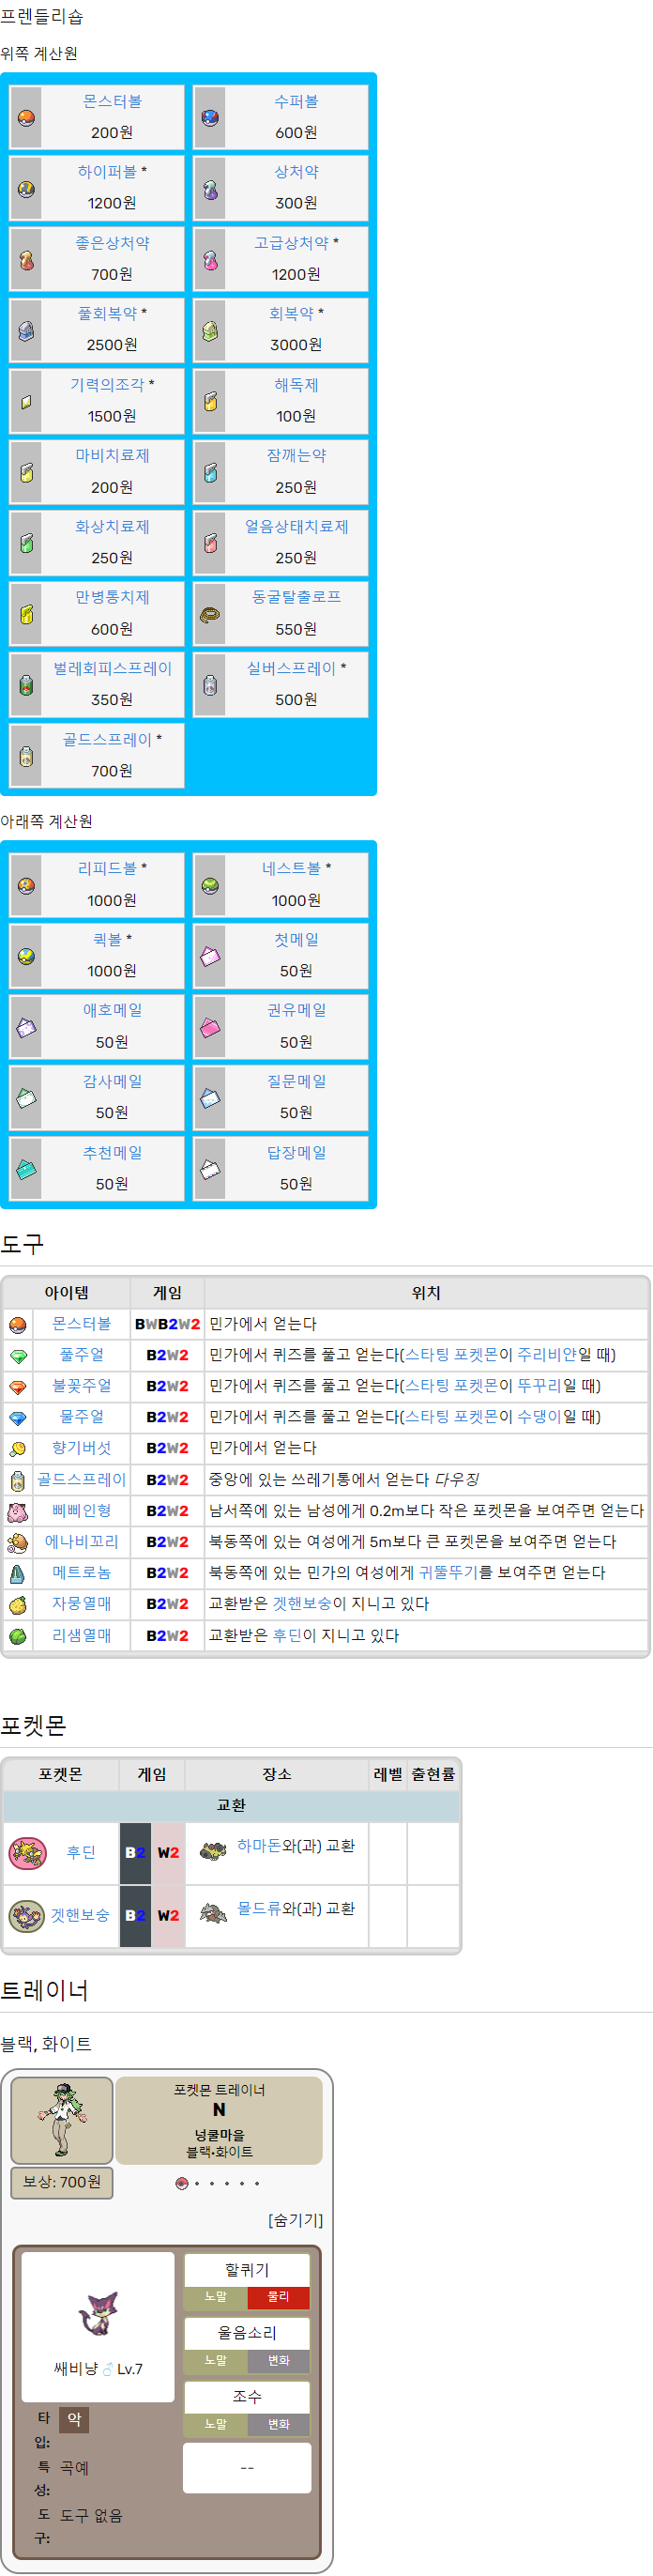 프렌들리숍
위쪽 계산원
몬스터볼 수퍼볼
200원 600원
하이퍼볼 * 상처약
1200원 300원
좋은상처약 고급상처약 *
700원 1200원
풀회복약 * 회복약 *
2500원 3000원
기력의조각 * 해독제
1500원 100원
마비치료제 잠깨는약
200원 250원
화상치료제 얼음상태치료제
250원 250원
만병통치제 동굴탈출로프
600원 550원
벌레회피스프레이 실버스프레이 *
350원 500원
골드스프레이 *
700원
아래쪽 계산원
리피드볼 * 네스트볼 *
1000원 1000원
퀵볼 * 첫메일
1000원 50원
애호메일 권유메일
50원 50원
감사메일 질문메일
50원 50원
추천메일 답장메일
50원 50원
도구
아이템 게임 위치
몬스터볼 BWB2W2 민가에서 얻는다
풀주얼 B2W2 민가에서 퀴즈를 풀고 얻는다(스타팅 포켓몬이 주리비얀일 때)
불꽃주얼 B2W2 민가에서 퀴즈를 풀고 얻는다(스타팅 포켓몬이 뚜꾸리일 때)
물주얼 B2W2 민가에서 퀴즈를 풀고 얻는다(스타팅 포켓몬이 수댕이일 때)
향기버섯 B2W2 민가에서 얻는다
골드스프레이 B2W2 중앙에 있는 쓰레기통에서 얻는다 다우징
삐삐인형 B2W2 남서쪽에 있는 남성에게 0.2m보다 작은 포켓몬을 보여주면 얻는다
에나비꼬리 B2W2 북동쪽에 있는 여성에게 5m보다 큰 포켓몬을 보여주면 얻는다
메트로놈 B2W2 북동쪽에 있는 민가의 여성에게 귀뚤뚜기를 보여주면 얻는다
자뭉열매 B2W2 교환받은 겟핸보숭이 지니고 있다
리샘열매 B2W2 교환받은 후딘이 지니고 있다
포켓몬
포켓몬 게임 장소 레벨 출현률
교환
후딘 B2 W2 하마돈와(과) 교환
겟핸보숭 B2 W2 몰드류와(과) 교환
트레이너
블랙, 화이트
포켓몬 트레이너
N
넝쿨마을
블랙·화이트
보상: 700원
[숨기기]
할퀴기
노말 물리
울음소리
노말 변화
쌔비냥 ♂ Lv.7
조수
노말 변화
타 악
입:
특 곡예
성:
--
도 도구 없음
구: